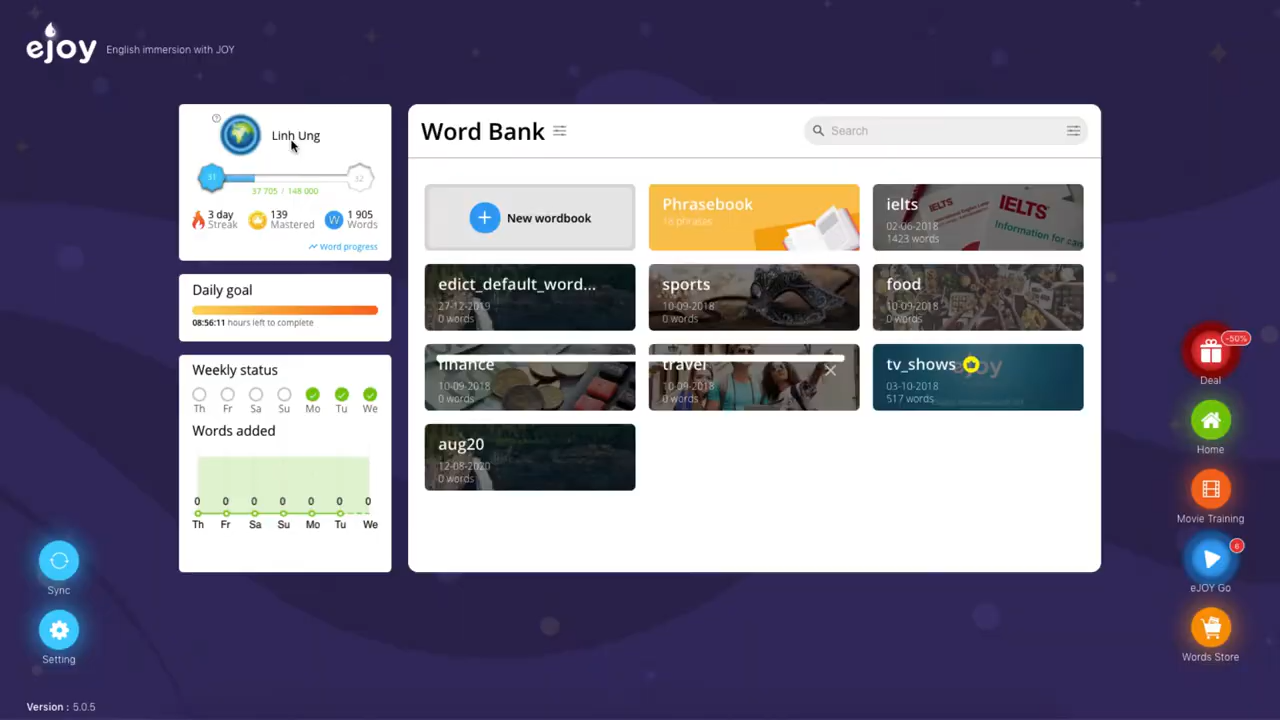 ejoy
English immersion with JOY
Linh Ung
31
32
37 705 / 148 000
3 day
Streak
139
Mastered
W
1 905
Words
Word progress
Daily goal
08:56:11 hours left to complete
Weekly status
Th Fr Sa Su Mo Tu We
Words added
0 0 0 0 0 0 0
Th Fr Sa Su Mo Tu We
Sync
Setting
Version : 5.0.5
Word Bank
Search
New wordbook
Phrasebook
18 phrases
ielts
02-06-2018
1423 words
IELTS
IELTS
Information for
edict_default_word...
27-12-2019
0 words
sports
10-09-2018
0 words
food
10-09-2018
0 words
finance
10-09-2018
0 words
travel
10-09-2018
0 words
tv_shows
03-10-2018
517 words
aug20
12-08-2020
0 words
-50%
Deal
Home
Movie Training
6
eJOY Go
Words Store